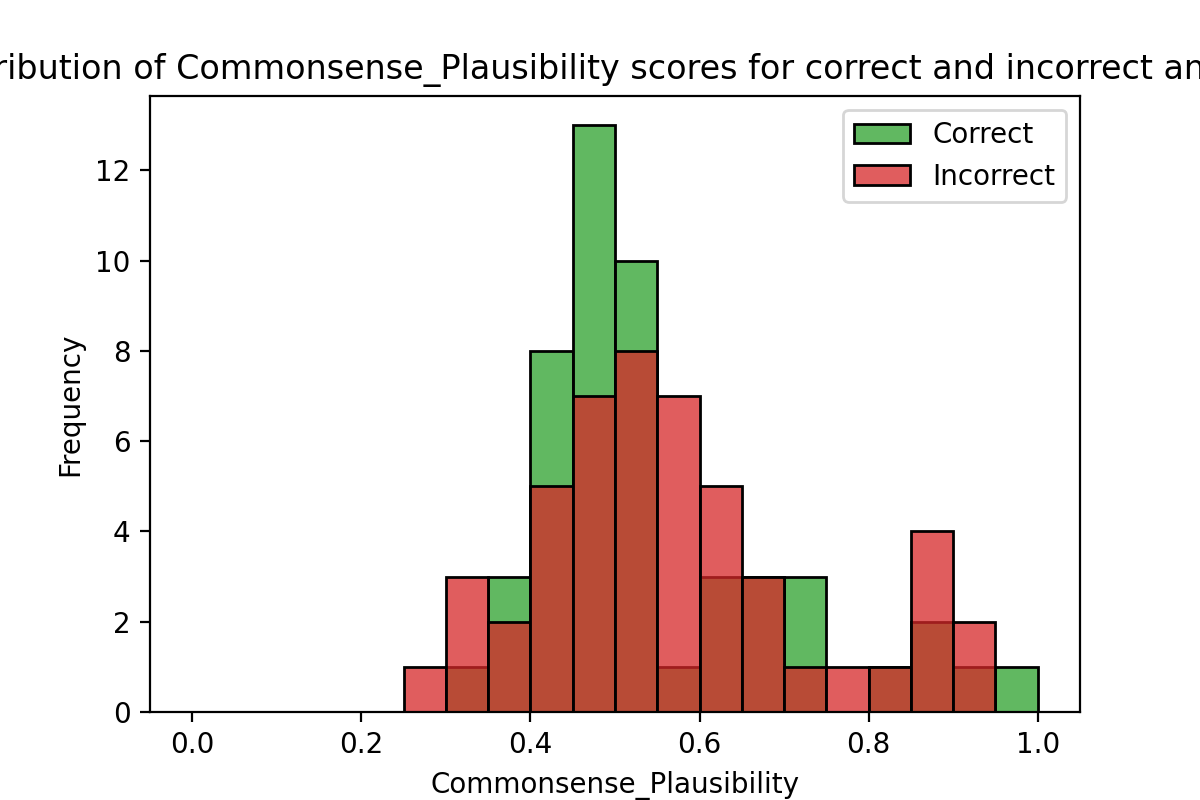 ribution of Commonsense_Plausibility scores for correct and incorrect an
Correct
Incorrect
12
10
8
6
4
2
0
Frequency
0.0 0.2 0.4 0.6 0.8 1.0
Commonsense_Plausibility